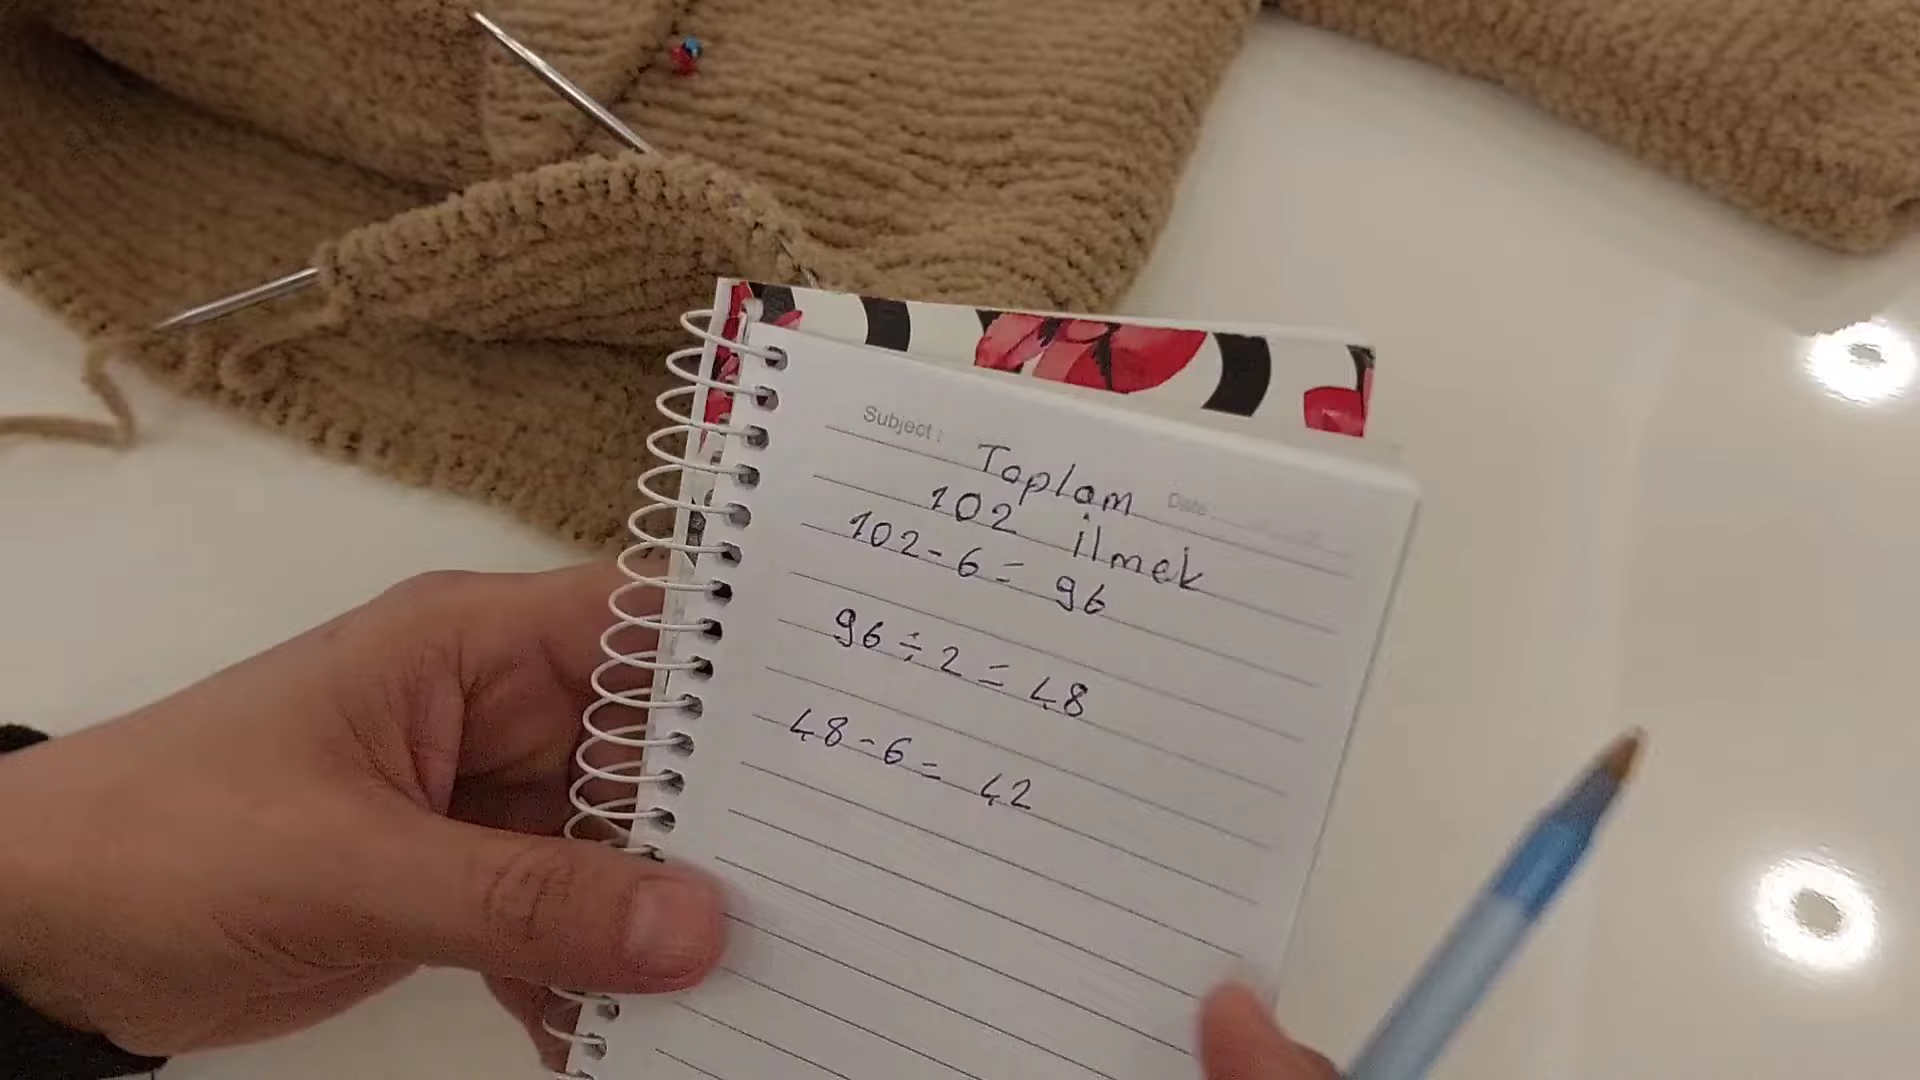 Subject :
Toplam
Date :
102 ilmek
102 - 6 = 96
96 ÷ 2 = 48
48 - 6 = 42